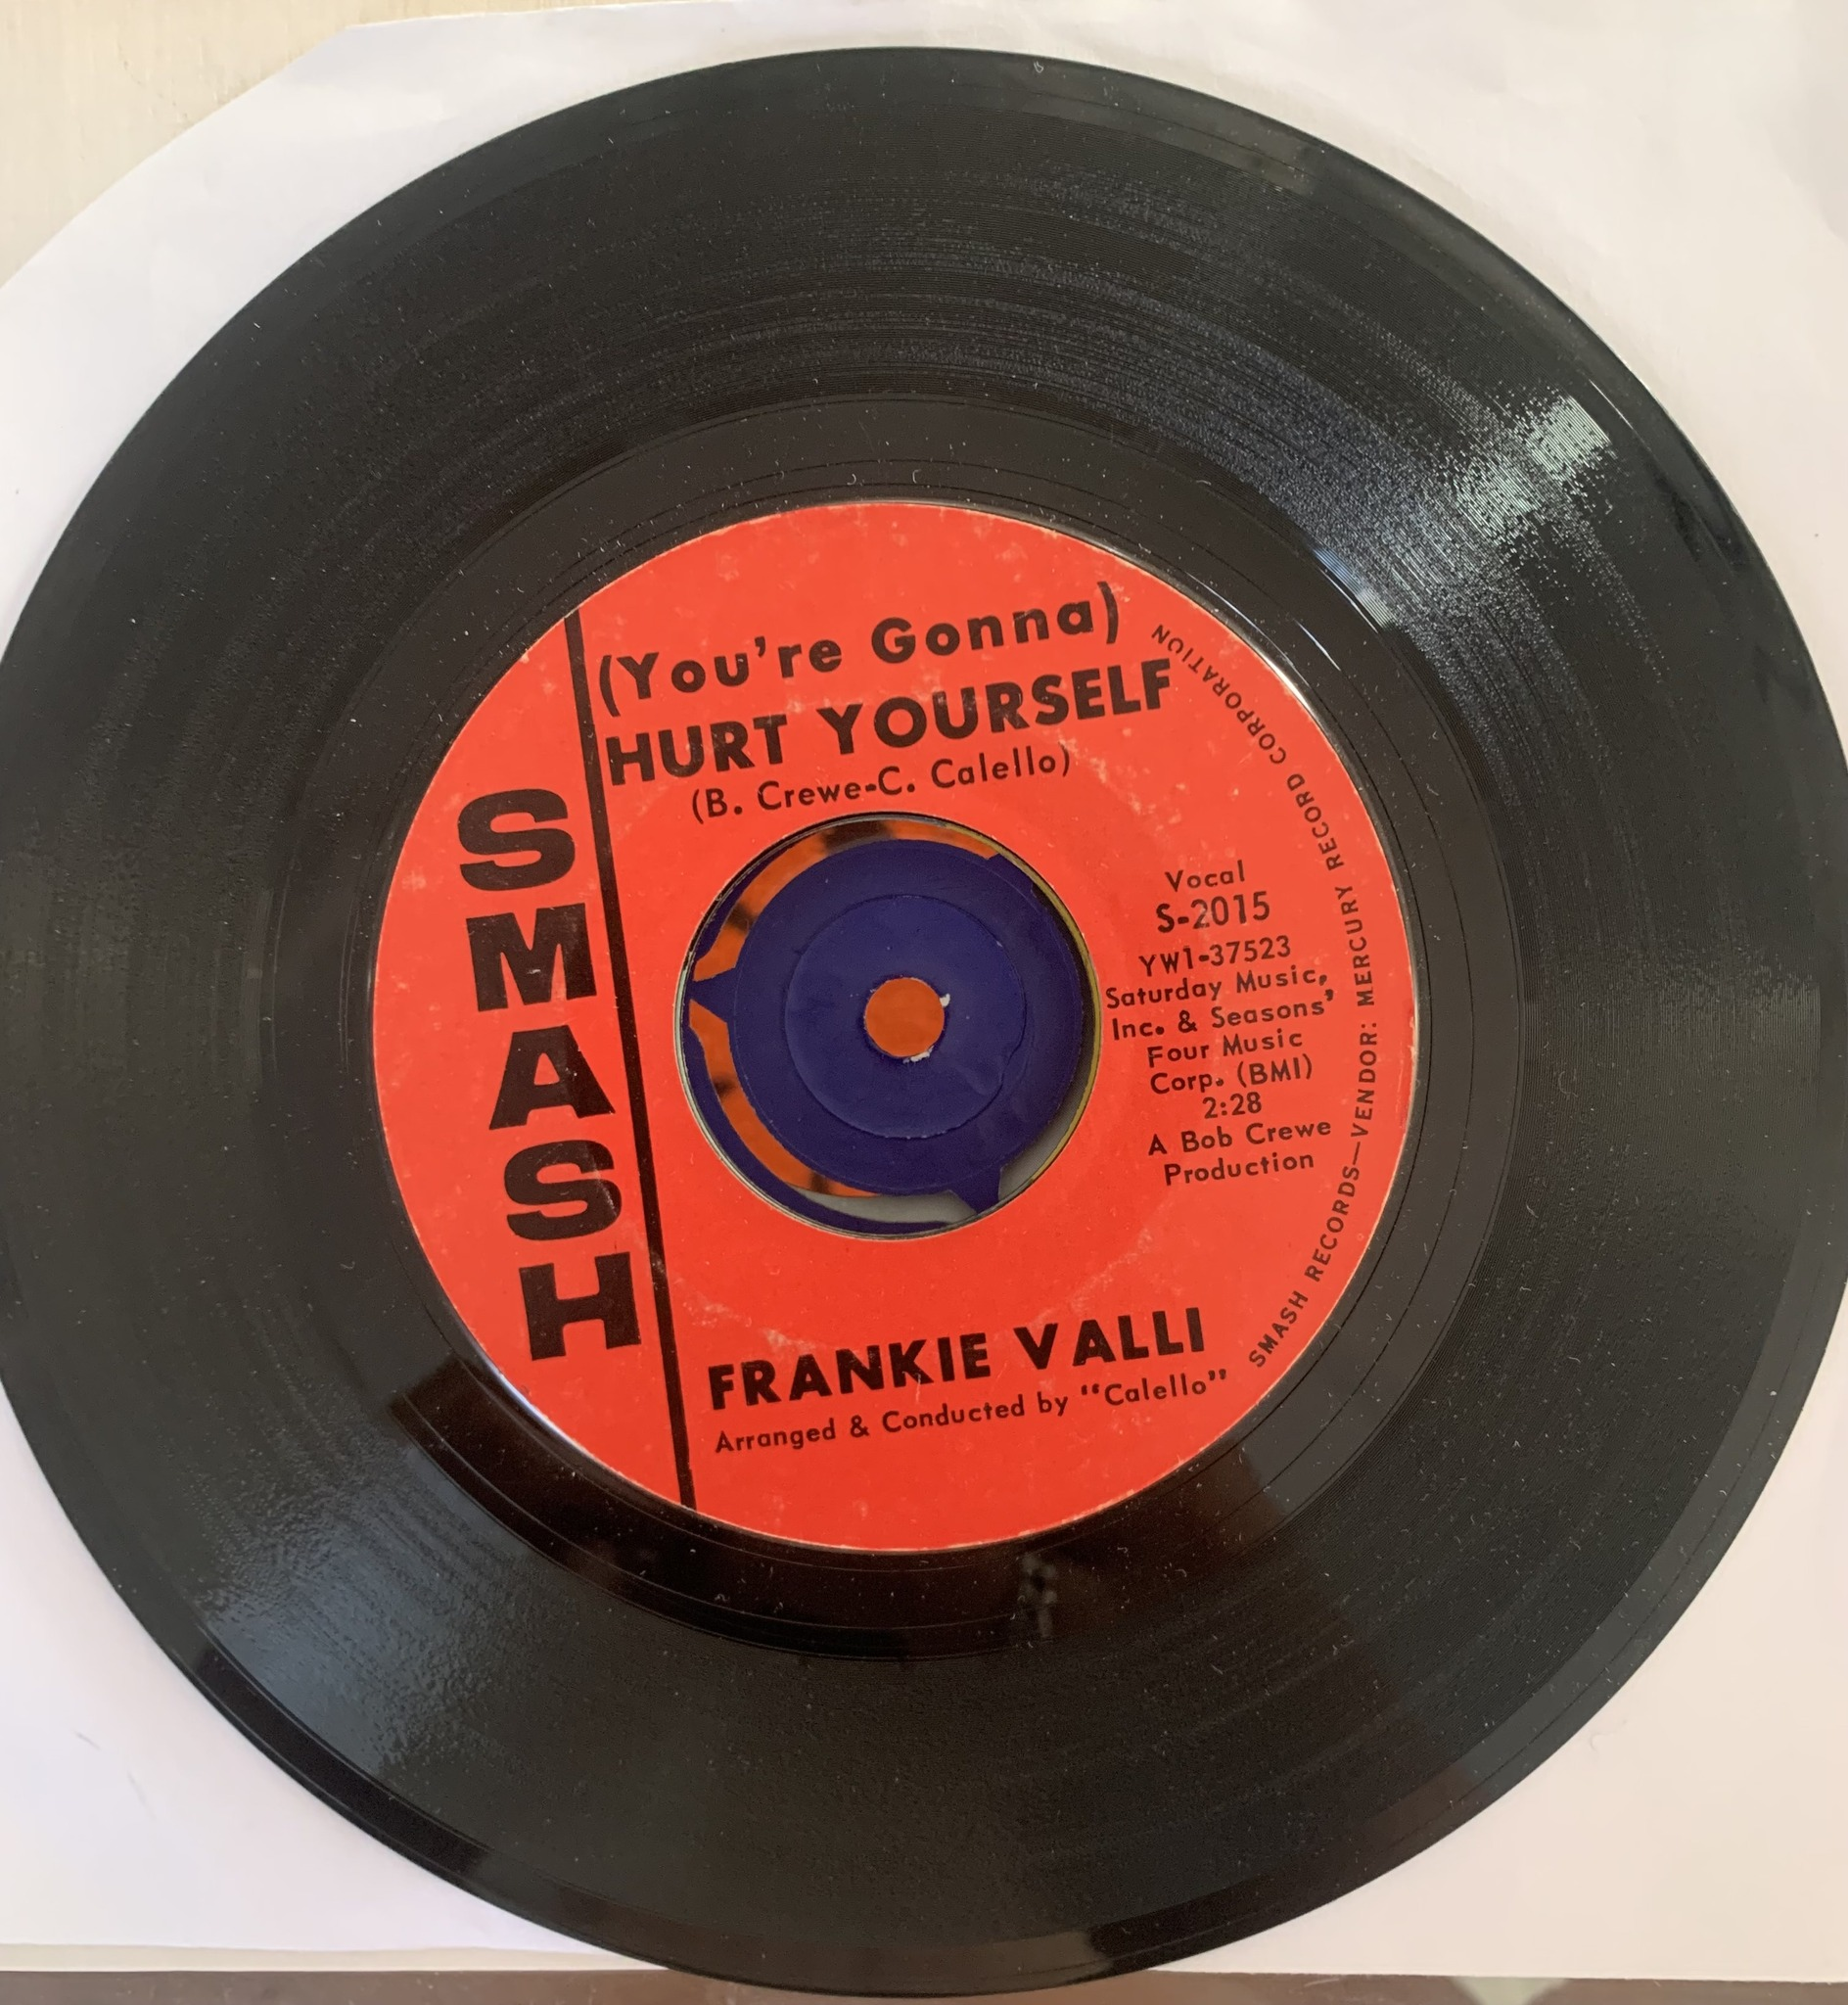 (You're Gonna)
HURT YOURSELF
(B. Crewe-C. Calello)
SMASH
Vocal
S-2015
YW1-37523
Saturday Music,
Inc. & Seasons'
Four Music
Corp. (BMI)
2:28
A Bob Crewe
Production
FRANKIE VALLI
Arranged & Conducted by "Calello"
SMASH RECORDS—VENDOR: MERCURY RECORD CORPORATION